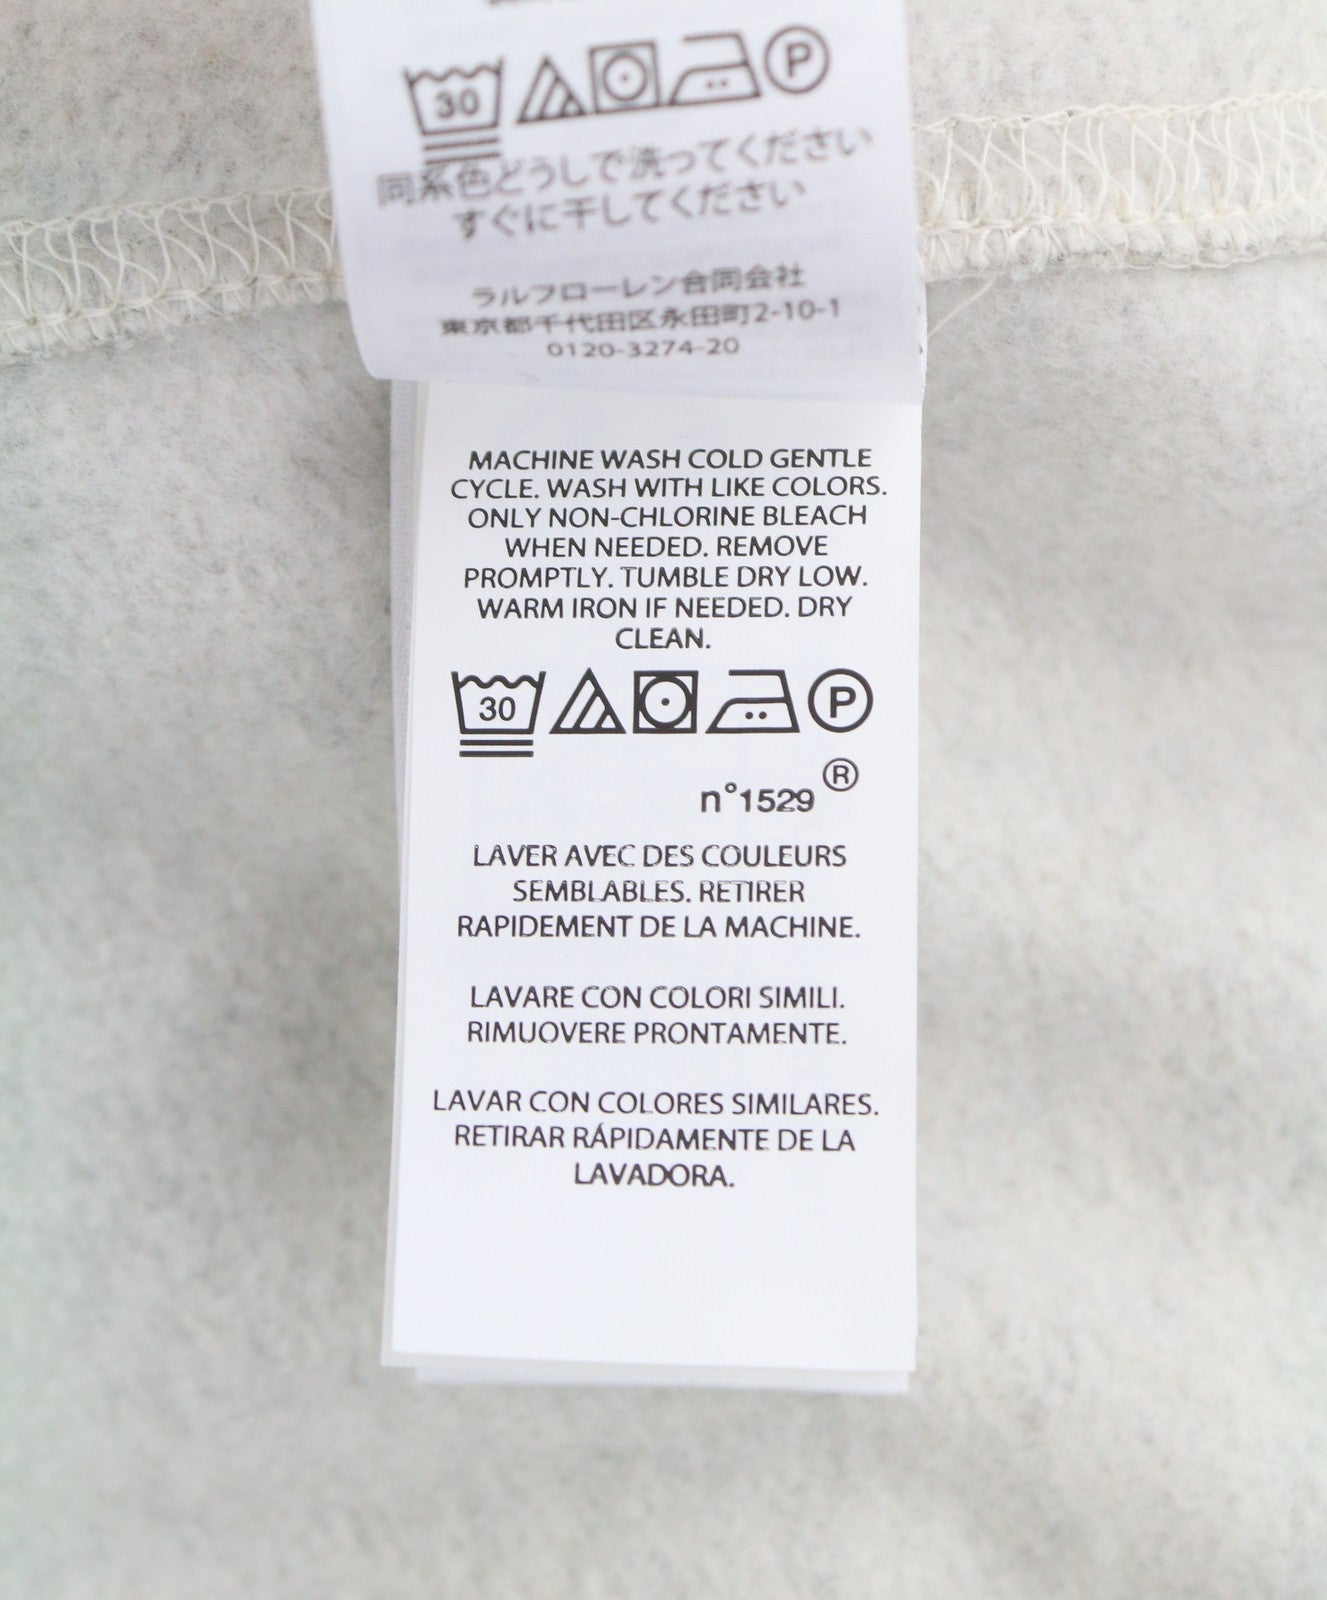 30 P
同系色どうしで洗ってください
すぐに干してください
ラルフローレン合同会社
東京都千代田区永田町2-10-1
0120-3274-20
MACHINE WASH COLD GENTLE
CYCLE. WASH WITH LIKE COLORS.
ONLY NON-CHLORINE BLEACH
WHEN NEEDED. REMOVE
PROMPTLY. TUMBLE DRY LOW.
WARM IRON IF NEEDED. DRY
CLEAN.
30 P
n°1529 ®
LAVER AVEC DES COULEURS
SEMBLABLES. RETIRER
RAPIDEMENT DE LA MACHINE.
LAVARE CON COLORI SIMILI.
RIMUOVERE PRONTAMENTE.
LAVAR CON COLORES SIMILARES.
RETIRAR RÁPIDAMENTE DE LA
LAVADORA.